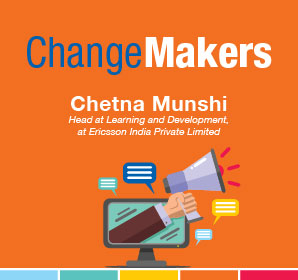 ChangeMakers
Chetna Munshi
Head at Learning and Development,
at Ericsson India Private Limited